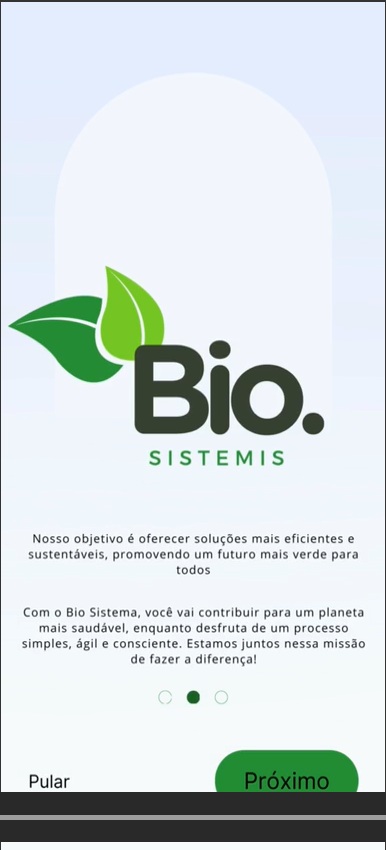 Bio.
SISTEMIS
Nosso objetivo é oferecer soluções mais eficientes e
sustentáveis, promovendo um futuro mais verde para
todos
Com o Bio Sistema, você vai contribuir para um planeta
mais saudável, enquanto desfruta de um processo
simples, ágil e consciente. Estamos juntos nessa missão
de fazer a diferença!
Pular
Próximo